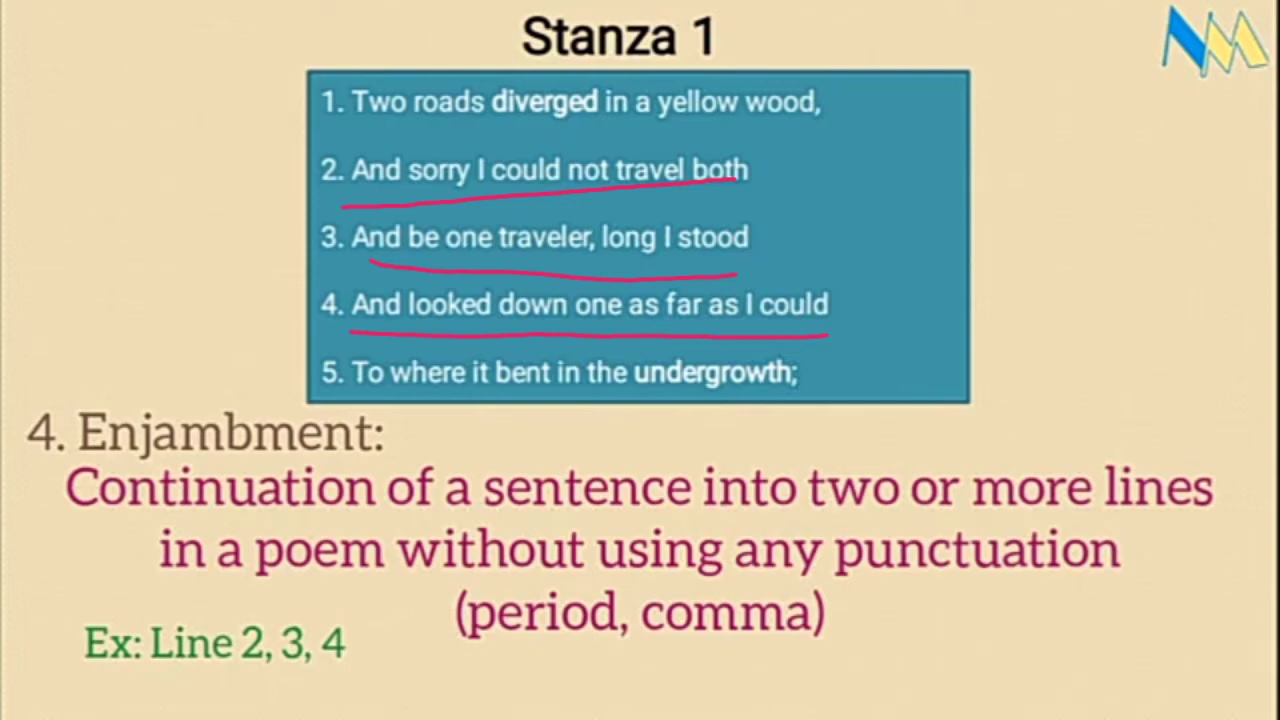 Stanza 1
NM
1. Two roads diverged in a yellow wood,
2. And sorry I could not travel both
3. And be one traveler, long I stood
4. And looked down one as far as I could
5. To where it bent in the undergrowth;
4. Enjambment:
Continuation of a sentence into two or more lines
in a poem without using any punctuation
(period, comma)
Ex: Line 2, 3, 4